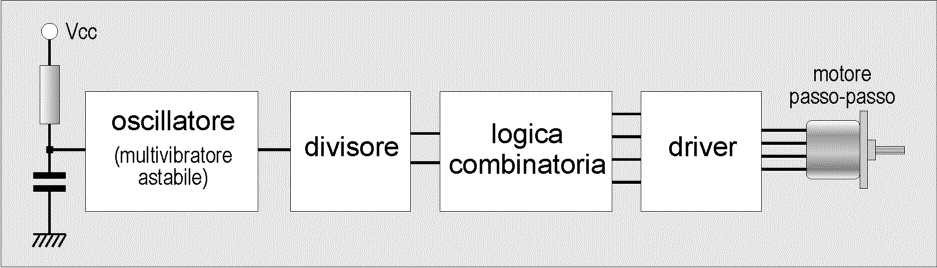 Vcc
oscillatore
(multivibratore
astabile)
divisore
logica
combinatoria
driver
motore
passo-passo